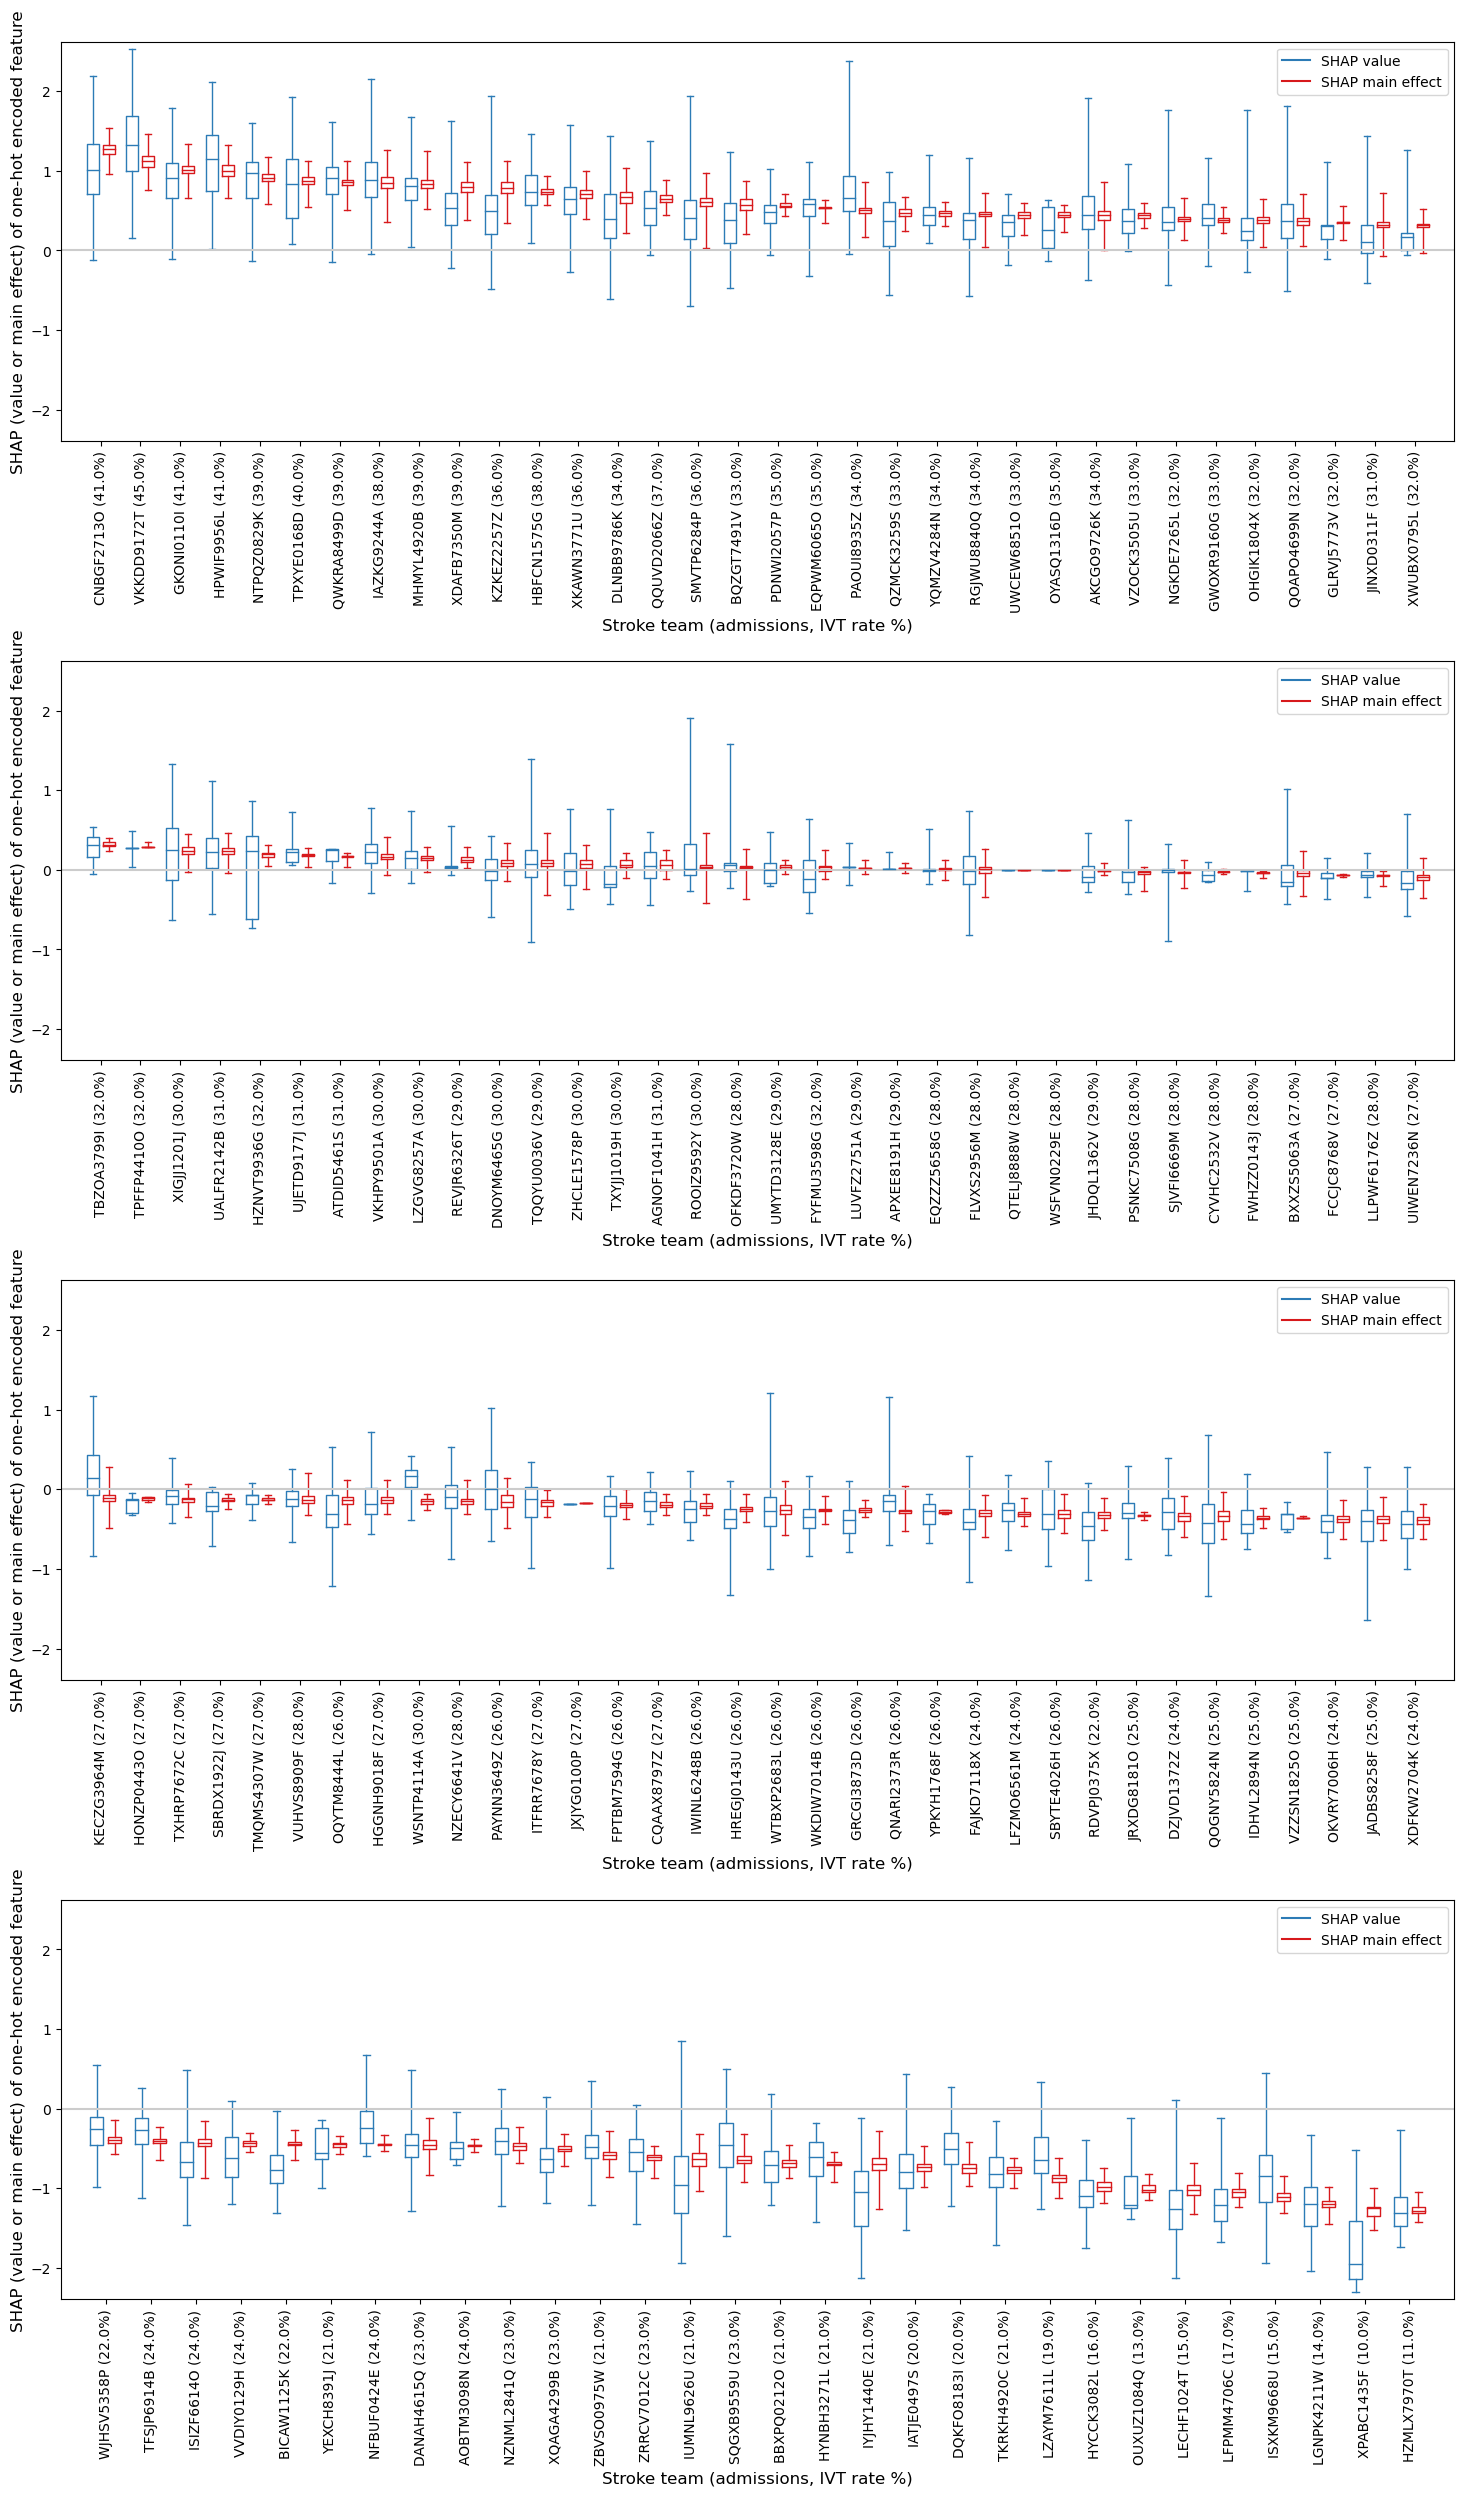 SHAP (value or main effect) of one-hot encoded feature
2
1
0
−1
−2
SHAP value
SHAP main effect
CNBGF2713O (41.0%)
VKKDD9172T (45.0%)
GKONI0110I (41.0%)
HPWIF9956L (41.0%)
NTPQZ0829K (39.0%)
TPXYE0168D (40.0%)
QWKRA8499D (39.0%)
IAZKG9244A (38.0%)
MHMYL4920B (39.0%)
XDAFB7350M (39.0%)
KZKEZ2257Z (36.0%)
HBFCN1575G (38.0%)
XKAWN3771U (36.0%)
DLNBB9786K (34.0%)
QQUVD2066Z (37.0%)
SMVTP6284P (36.0%)
BQZGT7491V (33.0%)
PDNWI2057P (35.0%)
EQPWM6065O (35.0%)
PAOUI8935Z (34.0%)
QZMCK3259S (33.0%)
YQMZV4284N (34.0%)
RGJWU8840Q (34.0%)
UWCEW6851O (33.0%)
OYASQ1316D (35.0%)
AKCGO9726K (34.0%)
VZOCK3505U (33.0%)
NGKDE7265L (32.0%)
GWOXR9160G (33.0%)
OHGIK1804X (32.0%)
QOAPO4699N (32.0%)
GLRVJ5773V (32.0%)
JINXD0311F (31.0%)
XWUBX0795L (32.0%)
Stroke team (admissions, IVT rate %)
SHAP (value or main effect) of one-hot encoded feature
2
1
0
−1
−2
SHAP value
SHAP main effect
TBZOA3799I (32.0%)
TPFFP4410O (32.0%)
XIGJJ1201J (30.0%)
UALFR2142B (31.0%)
HZNVT9936G (32.0%)
UJETD9177J (31.0%)
ATDID5461S (31.0%)
VKHPY9501A (30.0%)
LZGVG8257A (30.0%)
REVJR6326T (29.0%)
DNOYM6465G (30.0%)
TQQYU0036V (29.0%)
ZHCLE1578P (30.0%)
TXYJJ1019H (30.0%)
AGNOF1041H (31.0%)
ROOIZ9592Y (30.0%)
OFKDF3720W (28.0%)
UMYTD3128E (29.0%)
FYFMU3598G (32.0%)
LUVFZ2751A (29.0%)
APXEE8191H (29.0%)
EQZZZ5658G (28.0%)
FLVXS2956M (28.0%)
QTELJ8888W (28.0%)
WSFVN0229E (28.0%)
JHDQL1362V (29.0%)
PSNKC7508G (28.0%)
SJVFI6669M (28.0%)
CYVHC2532V (28.0%)
FWHZZ0143J (28.0%)
BXXZS5063A (27.0%)
FCCJC8768V (27.0%)
LLPWF6176Z (28.0%)
UIWEN7236N (27.0%)
Stroke team (admissions, IVT rate %)
SHAP (value or main effect) of one-hot encoded feature
2
1
0
−1
−2
SHAP value
SHAP main effect
KECZG3964M (27.0%)
HONZP0443O (27.0%)
TXHRP7672C (27.0%)
SBRDX1922J (27.0%)
TMQMS4307W (27.0%)
VUHVS8909F (28.0%)
OQYTM8444L (26.0%)
HGGNH9018F (27.0%)
WSNTP4114A (30.0%)
NZECY6641V (28.0%)
PAYNN3649Z (26.0%)
ITFRR7678Y (27.0%)
JXJYG0100P (27.0%)
FPTBM7594G (26.0%)
CQAAX8797Z (27.0%)
IWINL6248B (26.0%)
HREGJ0143U (26.0%)
WTBXP2683L (26.0%)
WKDIW7014B (26.0%)
GRCGI3873D (26.0%)
QNARI2373R (26.0%)
YPKYH1768F (26.0%)
FAJKD7118X (24.0%)
LFZMO6561M (24.0%)
SBYTE4026H (26.0%)
RDVPJ0375X (22.0%)
JRXDG8181O (25.0%)
DZJVD1372Z (24.0%)
QOGNY5824N (25.0%)
IDHVL2894N (25.0%)
VZZSN1825O (25.0%)
OKVRY7006H (24.0%)
JADBS8258F (25.0%)
XDFKW2704K (24.0%)
Stroke team (admissions, IVT rate %)
SHAP (value or main effect) of one-hot encoded feature
2
1
0
−1
−2
SHAP value
SHAP main effect
WJHSV5358P (22.0%)
TFSJP6914B (24.0%)
ISIZF6614O (24.0%)
VVDIY0129H (24.0%)
BICAW1125K (22.0%)
YEXCH8391J (21.0%)
NFBUF0424E (24.0%)
DANAH4615Q (23.0%)
AOBTM3098N (24.0%)
NZNML2841Q (23.0%)
XQAGA4299B (23.0%)
ZBVSO0975W (21.0%)
ZRRCV7012C (23.0%)
IUMNL9626U (21.0%)
SQGXB9559U (23.0%)
BBXPQ0212O (21.0%)
HYNBH3271L (21.0%)
IYJHY1440E (21.0%)
IATJE0497S (20.0%)
DQKFO8183I (20.0%)
TKRKH4920C (21.0%)
LZAYM7611L (19.0%)
HYCCK3082L (16.0%)
OUXUZ1084Q (13.0%)
LECHF1024T (15.0%)
LFPMM4706C (17.0%)
ISXKM9668U (15.0%)
LGNPK4211W (14.0%)
XPABC1435F (10.0%)
HZMLX7970T (11.0%)
Stroke team (admissions, IVT rate %)